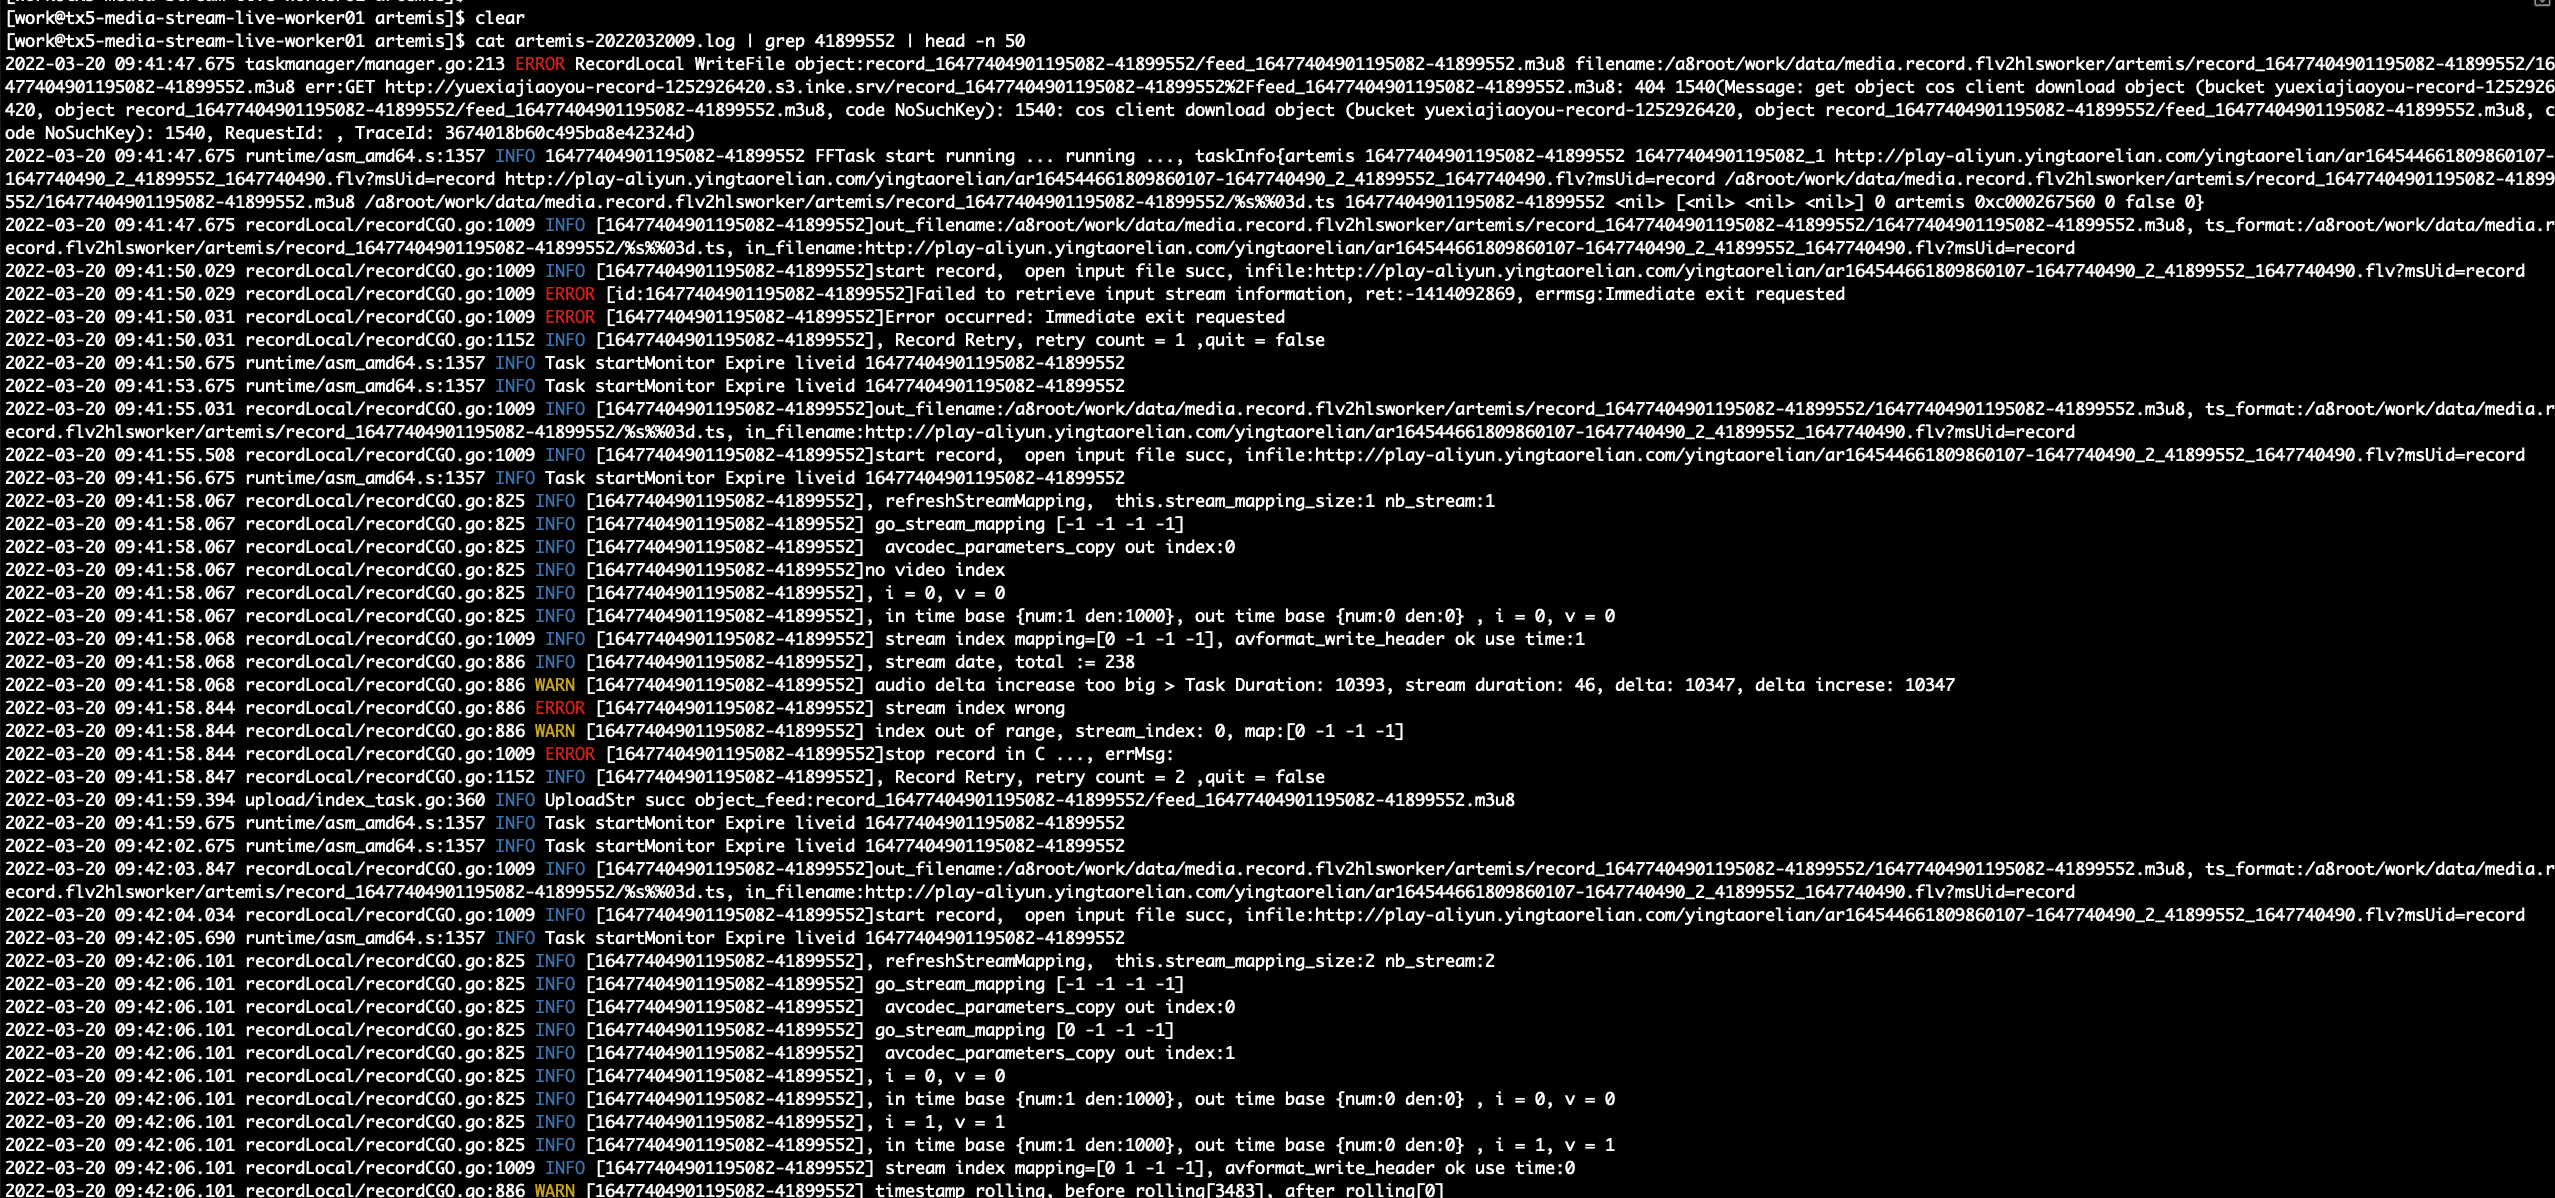 [work@tx5-media-stream-live-worker01 artemis]$ clear
[work@tx5-media-stream-live-worker01 artemis]$ cat artemis-2022032009.log | grep 41899552 | head -n 50
2022-03-20 09:41:47.675 taskmanager/manager.go:213 ERROR RecordLocal WriteFile object:record_16477404901195082-41899552/feed_16477404901195082-41899552.m3u8 filename:/a8root/work/data/media.record.flv2hlsworker/artemis/record_16477404901195082-41899552/16
477404901195082-41899552.m3u8 err:GET http://yuexiajiaoyou-record-1252926420.s3.inke.srv/record_16477404901195082-41899552%2Ffeed_16477404901195082-41899552.m3u8: 404 1540(Message: get object cos client download object (bucket yuexiajiaoyou-record-1252926
420, object record_16477404901195082-41899552/feed_16477404901195082-41899552.m3u8, code NoSuchKey): 1540: cos client download object (bucket yuexiajiaoyou-record-1252926420, object record_16477404901195082-41899552/feed_16477404901195082-41899552.m3u8, c
ode NoSuchKey): 1540, RequestId: , TraceId: 3674018b60c495ba8e42324d)
2022-03-20 09:41:47.675 runtime/asm_amd64.s:1357 INFO 16477404901195082-41899552 FFTask start running ... running ..., taskInfo{artemis 16477404901195082-41899552 16477404901195082_1 http://play-aliyun.yingtaorelian.com/yingtaorelian/ar164544661809860107-
1647740490_2_41899552_1647740490.flv?msUid=record http://play-aliyun.yingtaorelian.com/yingtaorelian/ar164544661809860107-1647740490_2_41899552_1647740490.flv?msUid=record /a8root/work/data/media.record.flv2hlsworker/artemis/record_16477404901195082-41899
552/16477404901195082-41899552.m3u8 /a8root/work/data/media.record.flv2hlsworker/artemis/record_16477404901195082-41899552/%s%%03d.ts 16477404901195082-41899552 <nil> [<nil> <nil> <nil>] 0 artemis 0xc000267560 0 false 0}
2022-03-20 09:41:47.675 recordLocal/recordCGO.go:1009 INFO [16477404901195082-41899552]out_filename:/a8root/work/data/media.record.flv2hlsworker/artemis/record_16477404901195082-41899552/16477404901195082-41899552.m3u8, ts_format:/a8root/work/data/media.r
ecord.flv2hlsworker/artemis/record_16477404901195082-41899552/%s%%03d.ts, in_filename:http://play-aliyun.yingtaorelian.com/yingtaorelian/ar164544661809860107-1647740490_2_41899552_1647740490.flv?msUid=record
2022-03-20 09:41:50.029 recordLocal/recordCGO.go:1009 INFO [16477404901195082-41899552]start record,  open input file succ, infile:http://play-aliyun.yingtaorelian.com/yingtaorelian/ar164544661809860107-1647740490_2_41899552_1647740490.flv?msUid=record
2022-03-20 09:41:50.029 recordLocal/recordCGO.go:1009 ERROR [id:16477404901195082-41899552]Failed to retrieve input stream information, ret:-1414092869, errmsg:Immediate exit requested
2022-03-20 09:41:50.031 recordLocal/recordCGO.go:1009 ERROR [16477404901195082-41899552]Error occurred: Immediate exit requested
2022-03-20 09:41:50.031 recordLocal/recordCGO.go:1152 INFO [16477404901195082-41899552], Record Retry, retry count = 1 ,quit = false
2022-03-20 09:41:50.675 runtime/asm_amd64.s:1357 INFO Task startMonitor Expire liveid 16477404901195082-41899552
2022-03-20 09:41:53.675 runtime/asm_amd64.s:1357 INFO Task startMonitor Expire liveid 16477404901195082-41899552
2022-03-20 09:41:55.031 recordLocal/recordCGO.go:1009 INFO [16477404901195082-41899552]out_filename:/a8root/work/data/media.record.flv2hlsworker/artemis/record_16477404901195082-41899552/16477404901195082-41899552.m3u8, ts_format:/a8root/work/data/media.r
ecord.flv2hlsworker/artemis/record_16477404901195082-41899552/%s%%03d.ts, in_filename:http://play-aliyun.yingtaorelian.com/yingtaorelian/ar164544661809860107-1647740490_2_41899552_1647740490.flv?msUid=record
2022-03-20 09:41:55.508 recordLocal/recordCGO.go:1009 INFO [16477404901195082-41899552]start record,  open input file succ, infile:http://play-aliyun.yingtaorelian.com/yingtaorelian/ar164544661809860107-1647740490_2_41899552_1647740490.flv?msUid=record
2022-03-20 09:41:56.675 runtime/asm_amd64.s:1357 INFO Task startMonitor Expire liveid 16477404901195082-41899552
2022-03-20 09:41:58.067 recordLocal/recordCGO.go:825 INFO [16477404901195082-41899552], refreshStreamMapping,  this.stream_mapping_size:1 nb_stream:1
2022-03-20 09:41:58.067 recordLocal/recordCGO.go:825 INFO [16477404901195082-41899552] go_stream_mapping [-1 -1 -1 -1]
2022-03-20 09:41:58.067 recordLocal/recordCGO.go:825 INFO [16477404901195082-41899552]  avcodec_parameters_copy out index:0
2022-03-20 09:41:58.067 recordLocal/recordCGO.go:825 INFO [16477404901195082-41899552]no video index
2022-03-20 09:41:58.067 recordLocal/recordCGO.go:825 INFO [16477404901195082-41899552], i = 0, v = 0
2022-03-20 09:41:58.067 recordLocal/recordCGO.go:825 INFO [16477404901195082-41899552], in time base {num:1 den:1000}, out time base {num:0 den:0} , i = 0, v = 0
2022-03-20 09:41:58.068 recordLocal/recordCGO.go:1009 INFO [16477404901195082-41899552] stream index mapping=[0 -1 -1 -1], avformat_write_header ok use time:1
2022-03-20 09:41:58.068 recordLocal/recordCGO.go:886 INFO [16477404901195082-41899552], stream date, total := 238
2022-03-20 09:41:58.068 recordLocal/recordCGO.go:886 WARN [16477404901195082-41899552] audio delta increase too big > Task Duration: 10393, stream duration: 46, delta: 10347, delta increse: 10347
2022-03-20 09:41:58.844 recordLocal/recordCGO.go:886 ERROR [16477404901195082-41899552] stream index wrong
2022-03-20 09:41:58.844 recordLocal/recordCGO.go:886 WARN [16477404901195082-41899552] index out of range, stream_index: 0, map:[0 -1 -1 -1]
2022-03-20 09:41:58.844 recordLocal/recordCGO.go:1009 ERROR [16477404901195082-41899552]stop record in C ..., errMsg:
2022-03-20 09:41:58.847 recordLocal/recordCGO.go:1152 INFO [16477404901195082-41899552], Record Retry, retry count = 2 ,quit = false
2022-03-20 09:41:59.394 upload/index_task.go:360 INFO UploadStr succ object_feed:record_16477404901195082-41899552/feed_16477404901195082-41899552.m3u8
2022-03-20 09:41:59.675 runtime/asm_amd64.s:1357 INFO Task startMonitor Expire liveid 16477404901195082-41899552
2022-03-20 09:42:02.675 runtime/asm_amd64.s:1357 INFO Task startMonitor Expire liveid 16477404901195082-41899552
2022-03-20 09:42:03.847 recordLocal/recordCGO.go:1009 INFO [16477404901195082-41899552]out_filename:/a8root/work/data/media.record.flv2hlsworker/artemis/record_16477404901195082-41899552/16477404901195082-41899552.m3u8, ts_format:/a8root/work/data/media.r
ecord.flv2hlsworker/artemis/record_16477404901195082-41899552/%s%%03d.ts, in_filename:http://play-aliyun.yingtaorelian.com/yingtaorelian/ar164544661809860107-1647740490_2_41899552_1647740490.flv?msUid=record
2022-03-20 09:42:04.034 recordLocal/recordCGO.go:1009 INFO [16477404901195082-41899552]start record,  open input file succ, infile:http://play-aliyun.yingtaorelian.com/yingtaorelian/ar164544661809860107-1647740490_2_41899552_1647740490.flv?msUid=record
2022-03-20 09:42:05.690 runtime/asm_amd64.s:1357 INFO Task startMonitor Expire liveid 16477404901195082-41899552
2022-03-20 09:42:06.101 recordLocal/recordCGO.go:825 INFO [16477404901195082-41899552], refreshStreamMapping,  this.stream_mapping_size:2 nb_stream:2
2022-03-20 09:42:06.101 recordLocal/recordCGO.go:825 INFO [16477404901195082-41899552] go_stream_mapping [-1 -1 -1 -1]
2022-03-20 09:42:06.101 recordLocal/recordCGO.go:825 INFO [16477404901195082-41899552]  avcodec_parameters_copy out index:0
2022-03-20 09:42:06.101 recordLocal/recordCGO.go:825 INFO [16477404901195082-41899552] go_stream_mapping [0 -1 -1 -1]
2022-03-20 09:42:06.101 recordLocal/recordCGO.go:825 INFO [16477404901195082-41899552]  avcodec_parameters_copy out index:1
2022-03-20 09:42:06.101 recordLocal/recordCGO.go:825 INFO [16477404901195082-41899552], i = 0, v = 0
2022-03-20 09:42:06.101 recordLocal/recordCGO.go:825 INFO [16477404901195082-41899552], in time base {num:1 den:1000}, out time base {num:0 den:0} , i = 0, v = 0
2022-03-20 09:42:06.101 recordLocal/recordCGO.go:825 INFO [16477404901195082-41899552], i = 1, v = 1
2022-03-20 09:42:06.101 recordLocal/recordCGO.go:825 INFO [16477404901195082-41899552], in time base {num:1 den:1000}, out time base {num:0 den:0} , i = 1, v = 1
2022-03-20 09:42:06.101 recordLocal/recordCGO.go:1009 INFO [16477404901195082-41899552] stream index mapping=[0 1 -1 -1], avformat_write_header ok use time:0
2022-03-20 09:42:06.101 recordLocal/recordCGO.go:886 WARN [16477404901195082-41899552] timestamp rolling, before rolling[3483], after rolling[0]